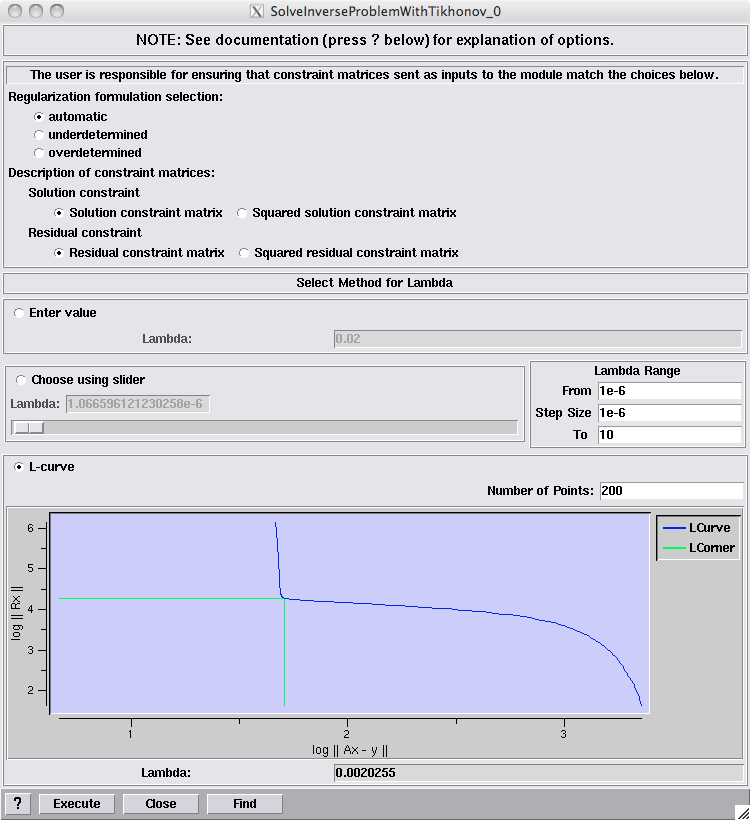 SolveInverseProblemWithTikhonov_0
NOTE: See documentation (press ? below) for explanation of options.
The user is responsible for ensuring that constraint matrices sent as inputs to the module match the choices below.
Regularization formulation selection:
automatic
underdetermined
overdetermined
Description of constraint matrices:
Solution constraint
Solution constraint matrix Squared solution constraint matrix
Residual constraint
Residual constraint matrix Squared residual constraint matrix
Select Method for Lambda
Enter value
Lambda: 0.02
Choose using slider
Lambda: 1.066596121230258e-6
Lambda Range
From 1e-6
Step Size 1e-6
To 10
L-curve
Number of Points: 200
LCurve
LCorner
log || Rx ||
6
5
4
3
2
1 2 3
log || Ax - y ||
Lambda: 0.0020255
? Execute Close Find